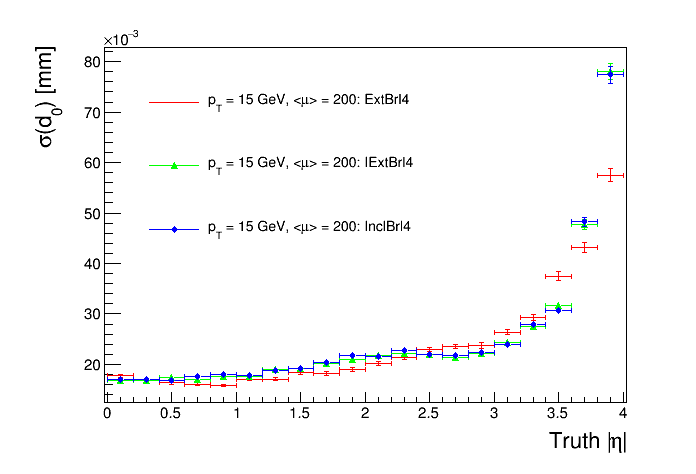 ×10⁻³
σ(d₀) [mm]
80
70
60
50
40
30
20
p_T = 15 GeV, <μ> = 200: ExtBrl4
p_T = 15 GeV, <μ> = 200: IExtBrl4
p_T = 15 GeV, <μ> = 200: InclBrl4
0 0.5 1 1.5 2 2.5 3 3.5 4
Truth |η|